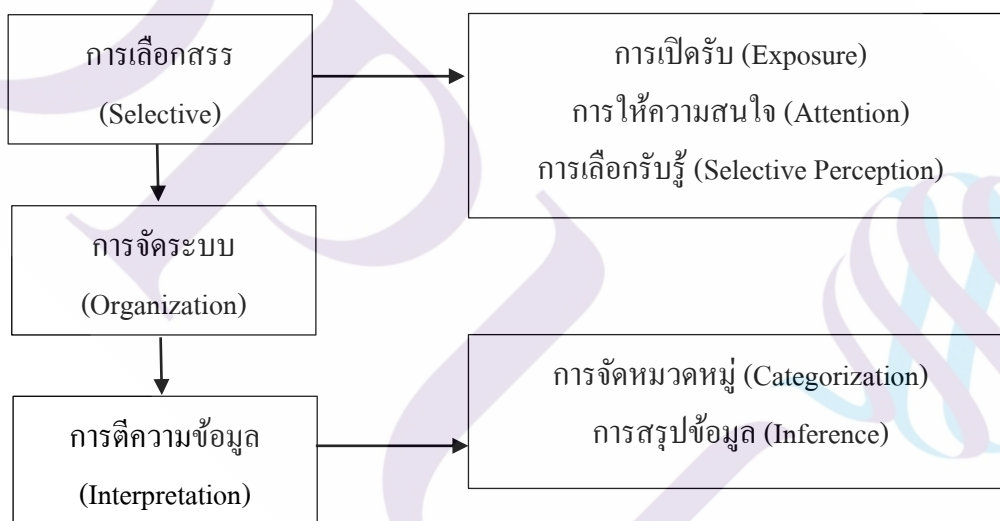 การเลือกสรร
(Selective)
การเปิดรับ (Exposure)
การให้ความสนใจ (Attention)
การเลือกรับรู้ (Selective Perception)
การจัดระบบ
(Organization)
การตีความข้อมูล
(Interpretation)
การจัดหมวดหมู่ (Categorization)
การสรุปข้อมูล (Inference)